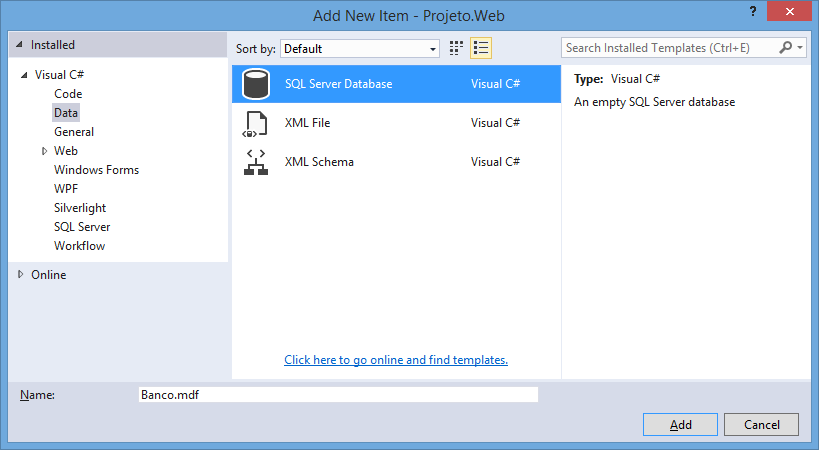 Add New Item - Projeto.Web
?
Installed
Sort by: Default
Search Installed Templates (Ctrl+E)
Visual C#
Code
Data
General
Web
Windows Forms
WPF
Silverlight
SQL Server
Workflow
Online
SQL Server Database Visual C#
XML File Visual C#
XML Schema Visual C#
Click here to go online and find templates.
Type: Visual C#
An empty SQL Server database
Name: Banco.mdf
Add Cancel